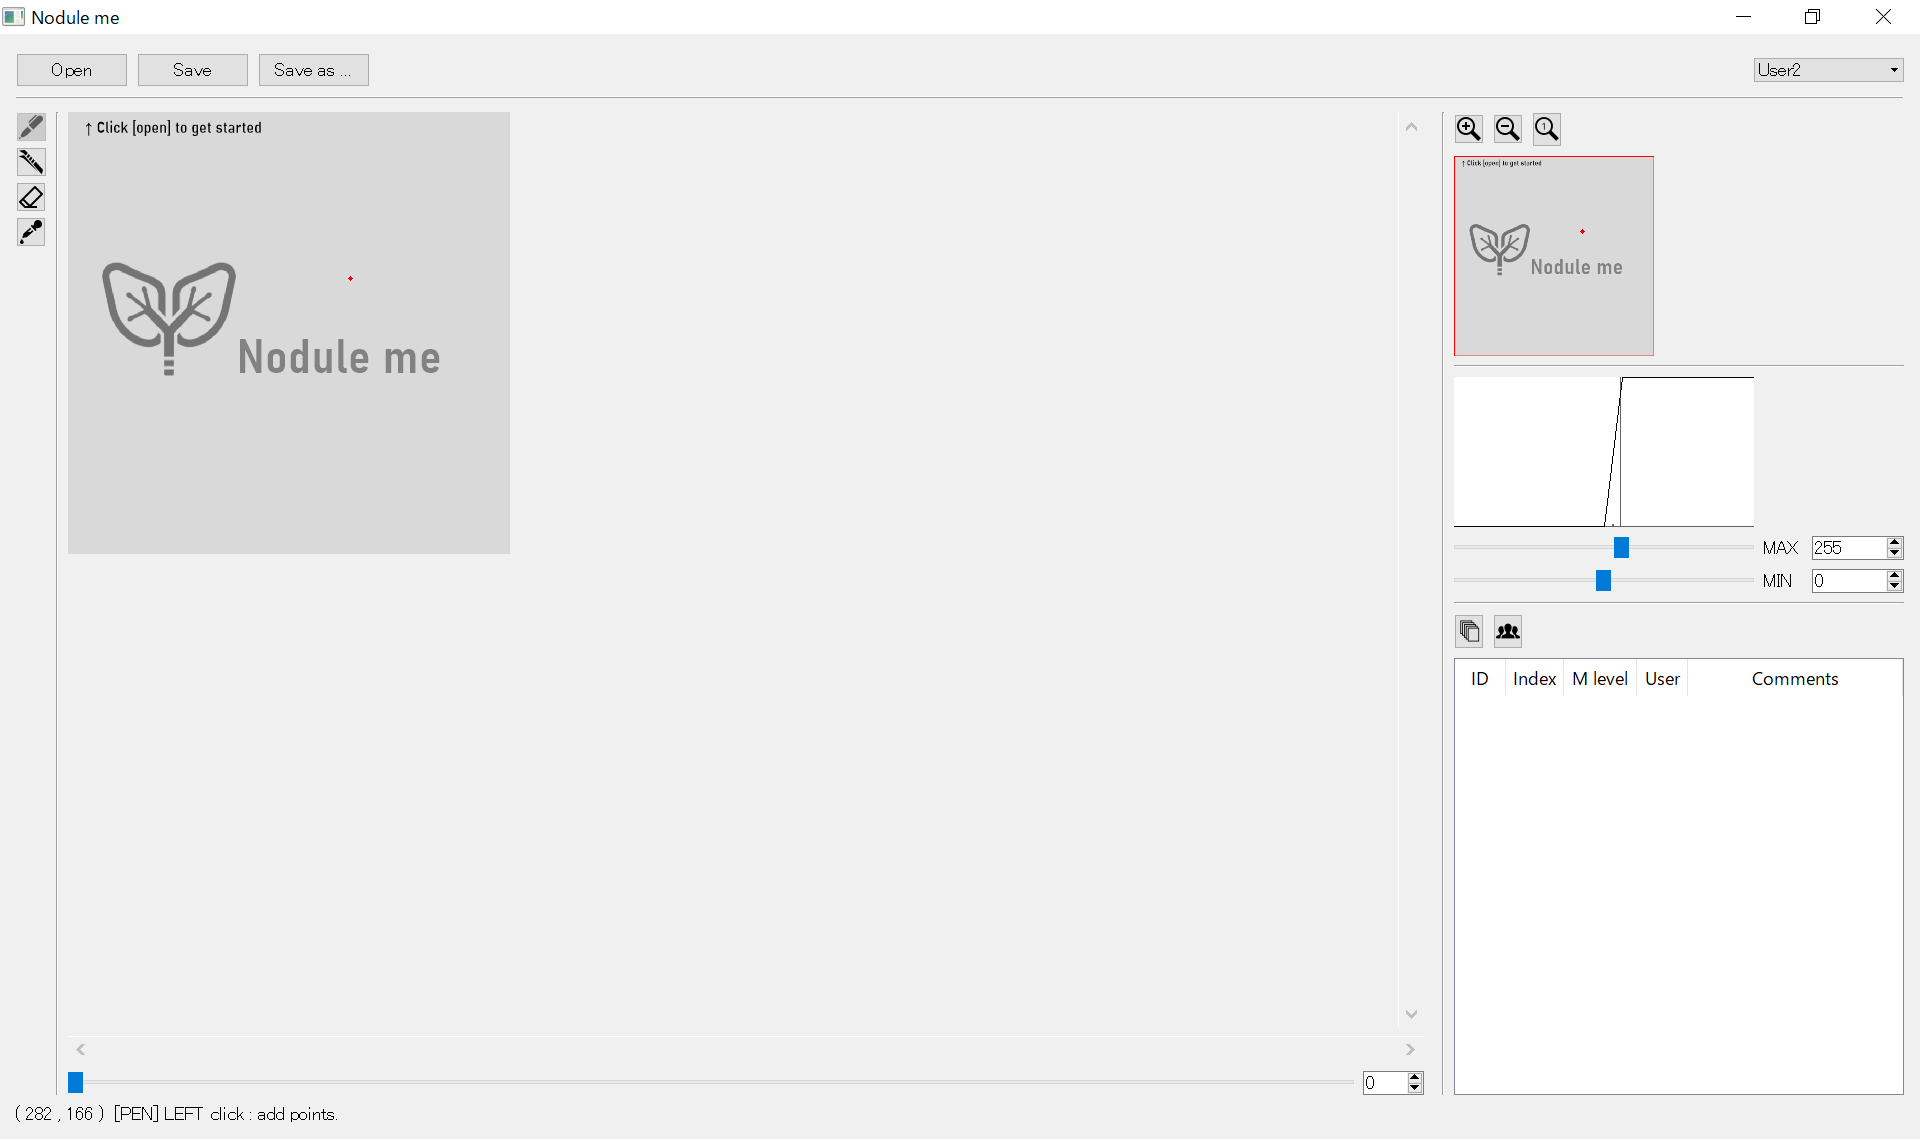 Nodule me
Open
Save
Save as ...
User2
↑ Click [open] to get started
Nodule me
1
↑ Click [open] to get started
Nodule me
MAX
255
MIN
0
ID
Index
M level
User
Comments
0
( 282 , 166 ) [PEN] LEFT click : add points.